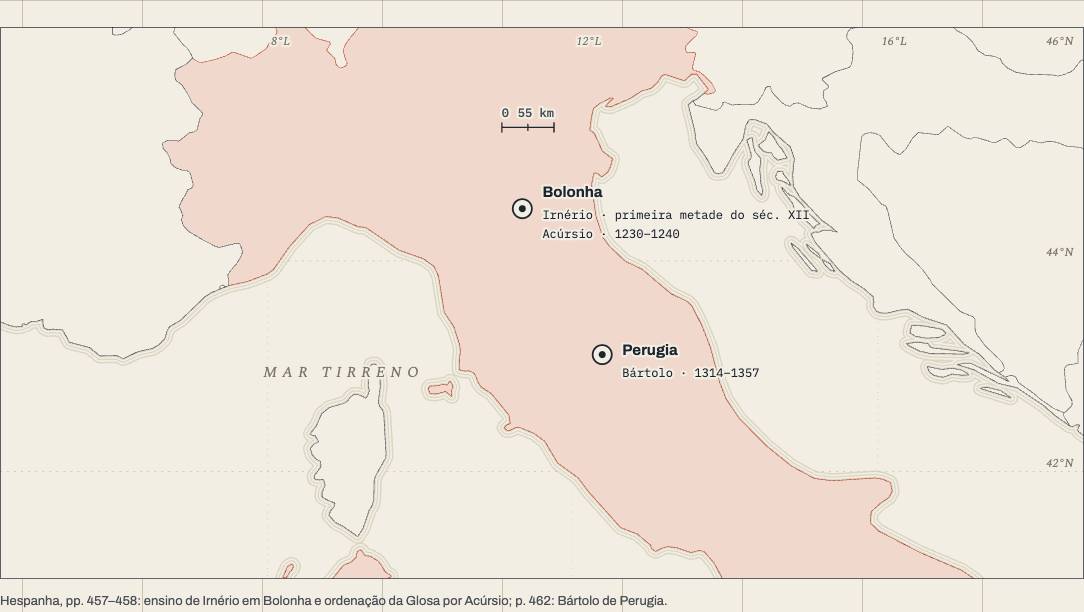 8°L
12°L
16°L
46°N
0 55 km
Bolonha
Irnério · primeira metade do séc. XII
Acúrsio · 1230–1240
44°N
Perugia
Bártolo · 1314–1357
MAR TIRRENO
42°N
Hespanha, pp. 457–458: ensino de Irnério em Bolonha e ordenação da Glosa por Acúrsio; p. 462: Bártolo de Perugia.